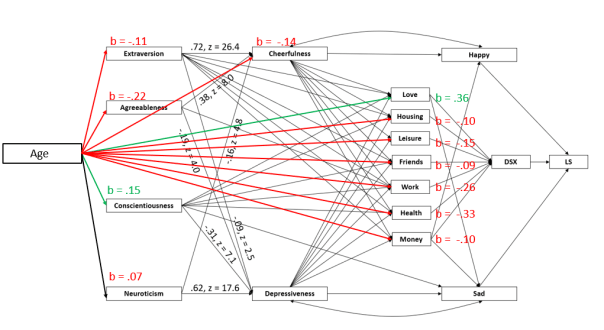 b = -.11
b = -.14
.72, z = 26.4
Extraversion
Cheerfulness
Happy
b = -.22
.38, z = 8.0
Love
b = .36
Agreeableness
Housing
b = -.10
-.19, z = 4.0
-.16, z = 4.8
Leisure
b = -.15
Age
Friends
b = -.09
DSX
LS
b = .15
Work
b = -.26
Conscientiousness
Health
b = -.33
-.31, z = 7.1
-.09, z = 2.5
Money
b = -.10
b = .07
.62, z = 17.6
Neuroticism
Depressiveness
Sad